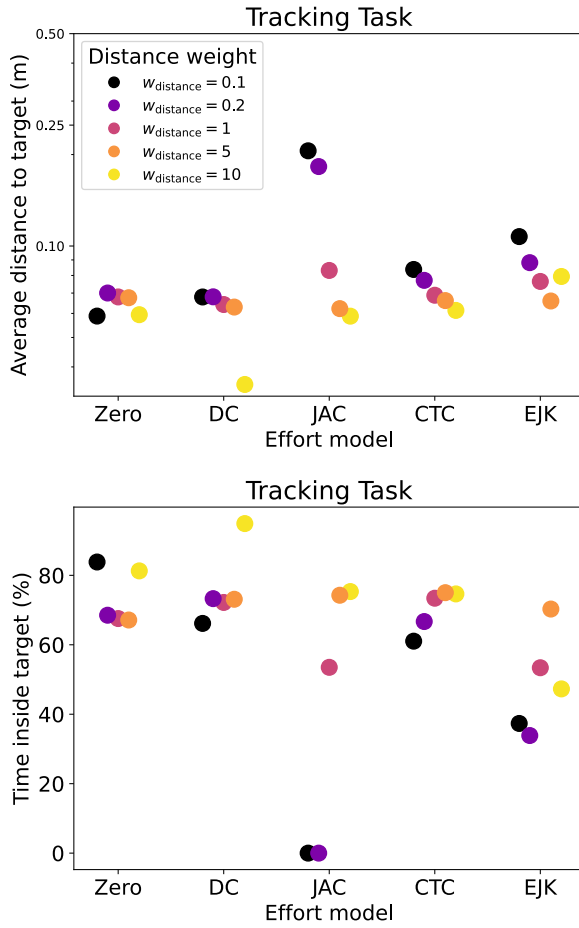 Tracking Task
0.50
0.25
0.10
Average distance to target (m)
Distance weight
w_distance = 0.1
w_distance = 0.2
w_distance = 1
w_distance = 5
w_distance = 10
Zero DC JAC CTC EJK
Effort model
Tracking Task
80
60
40
20
0
Time inside target (%)
Zero DC JAC CTC EJK
Effort model